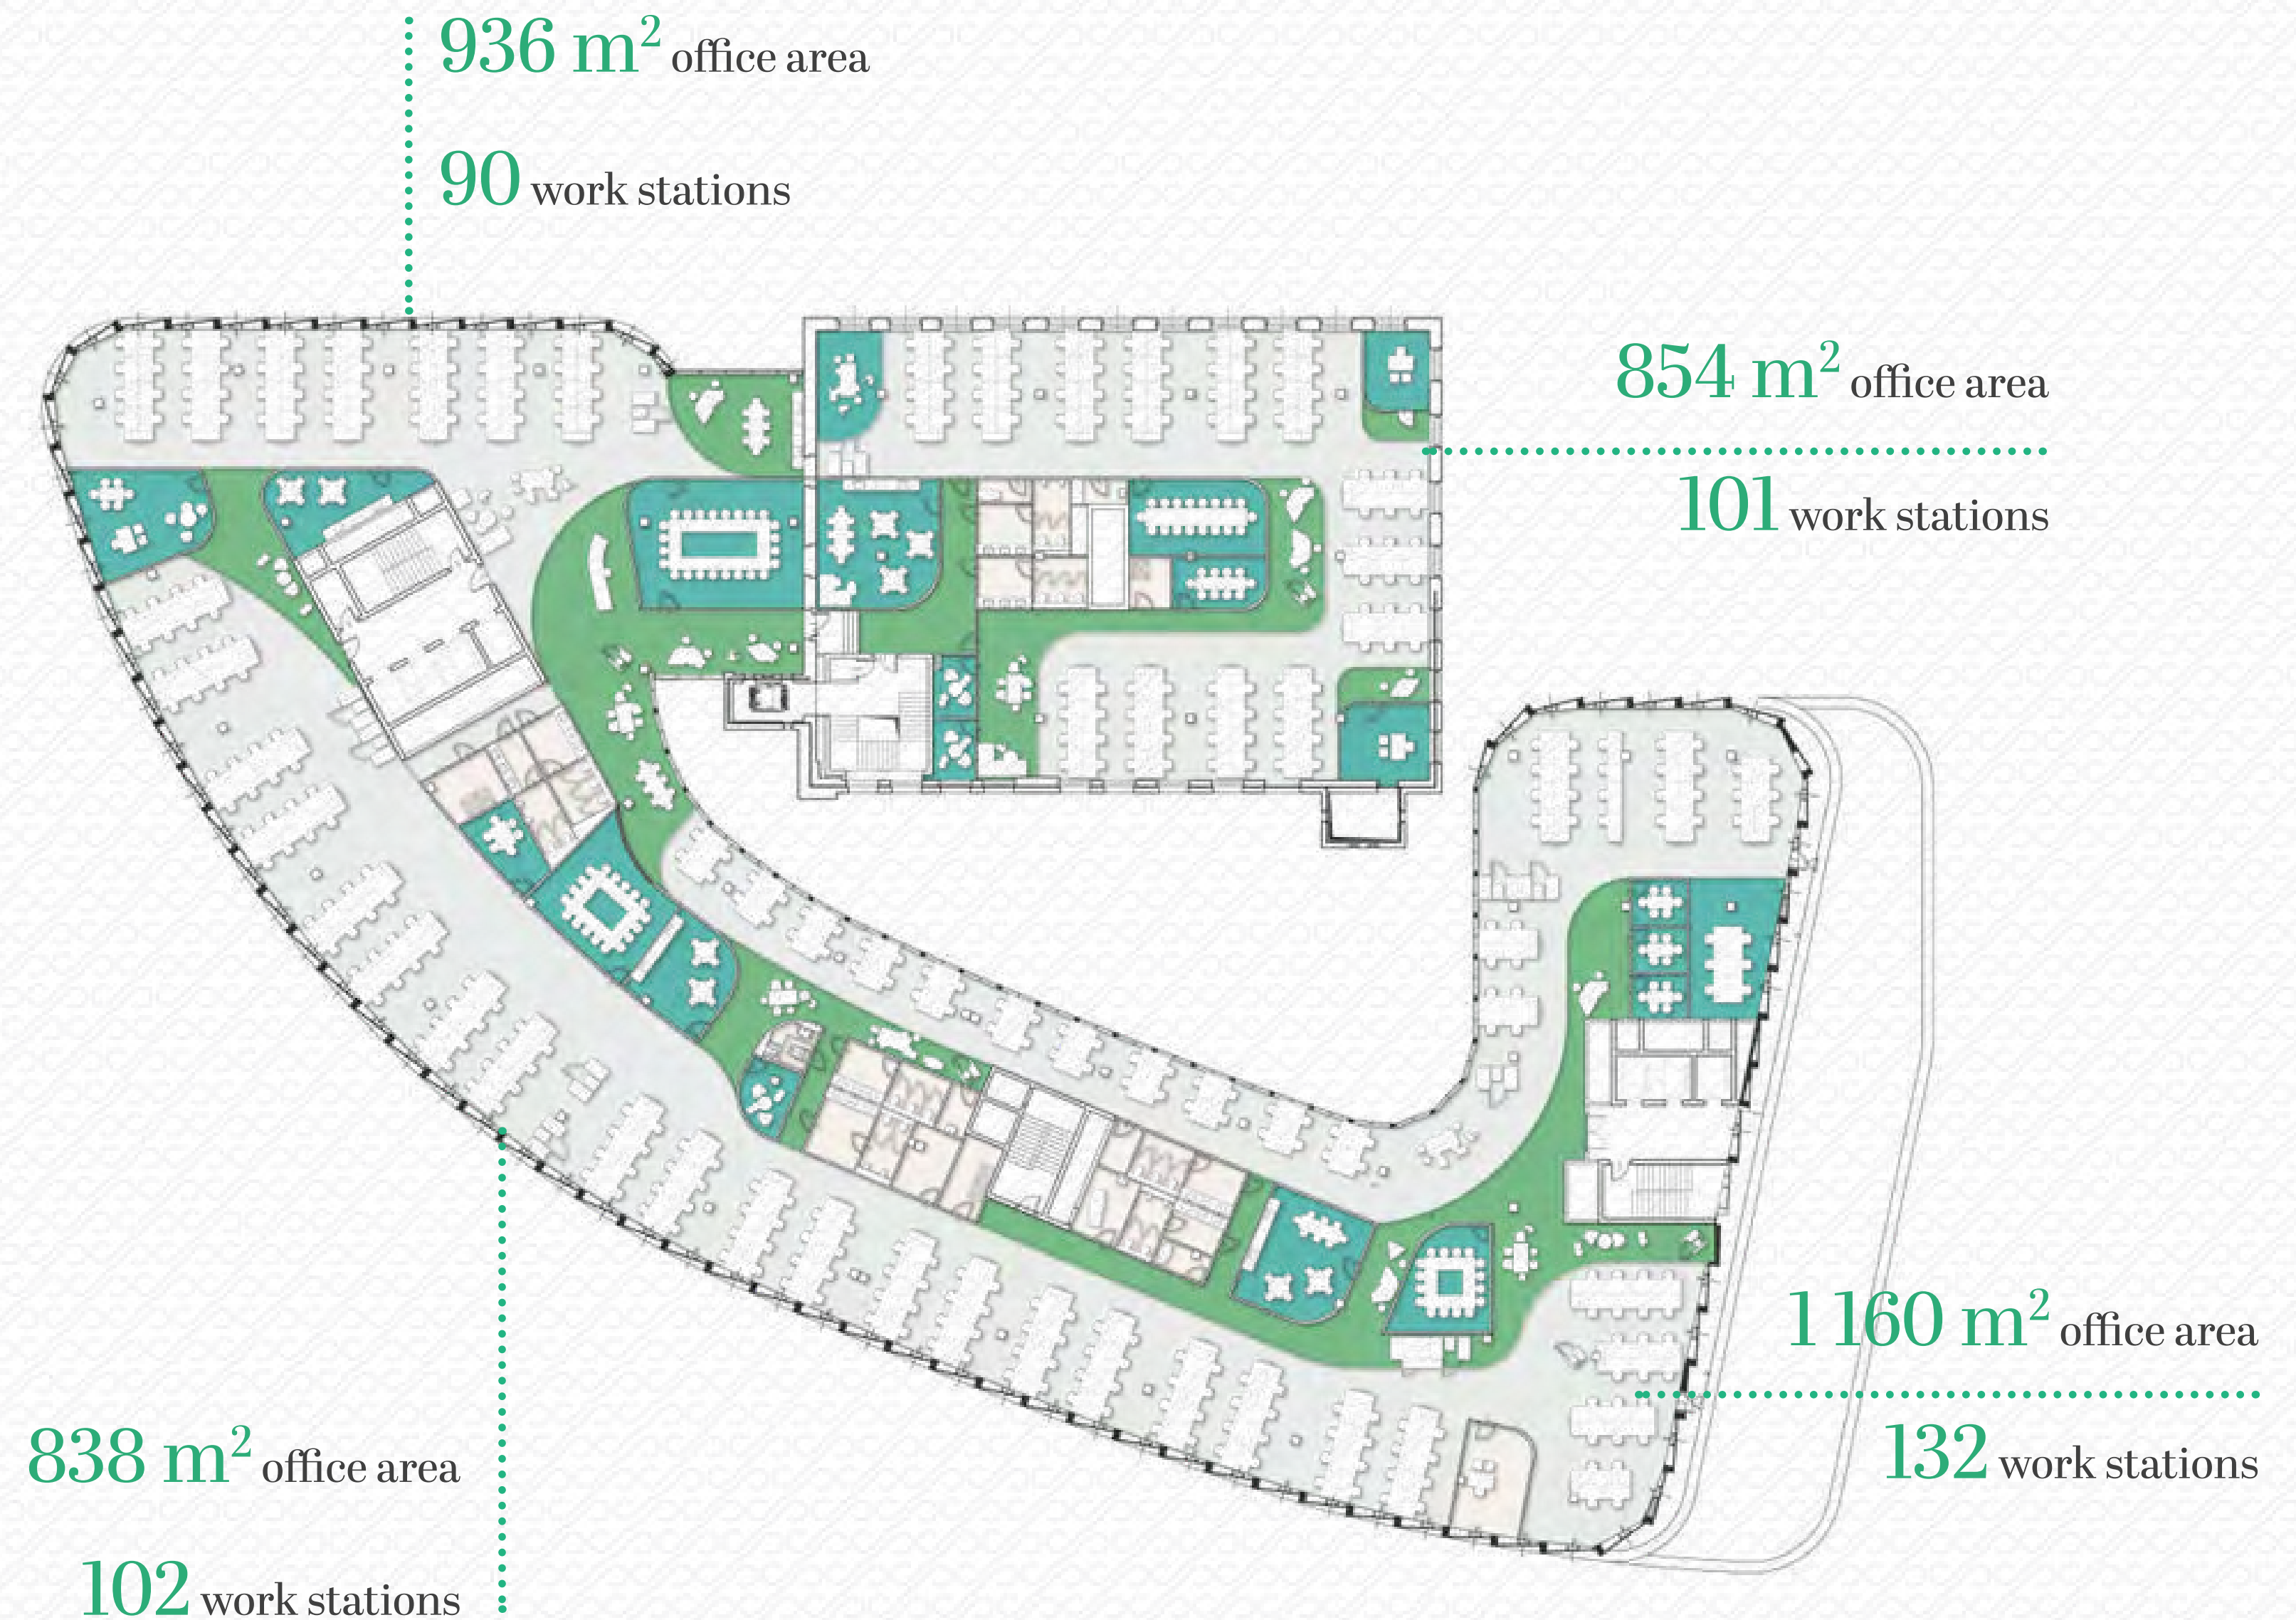 936 m² office area
90 work stations
854 m² office area
101 work stations
1 160 m² office area
132 work stations
838 m² office area
102 work stations